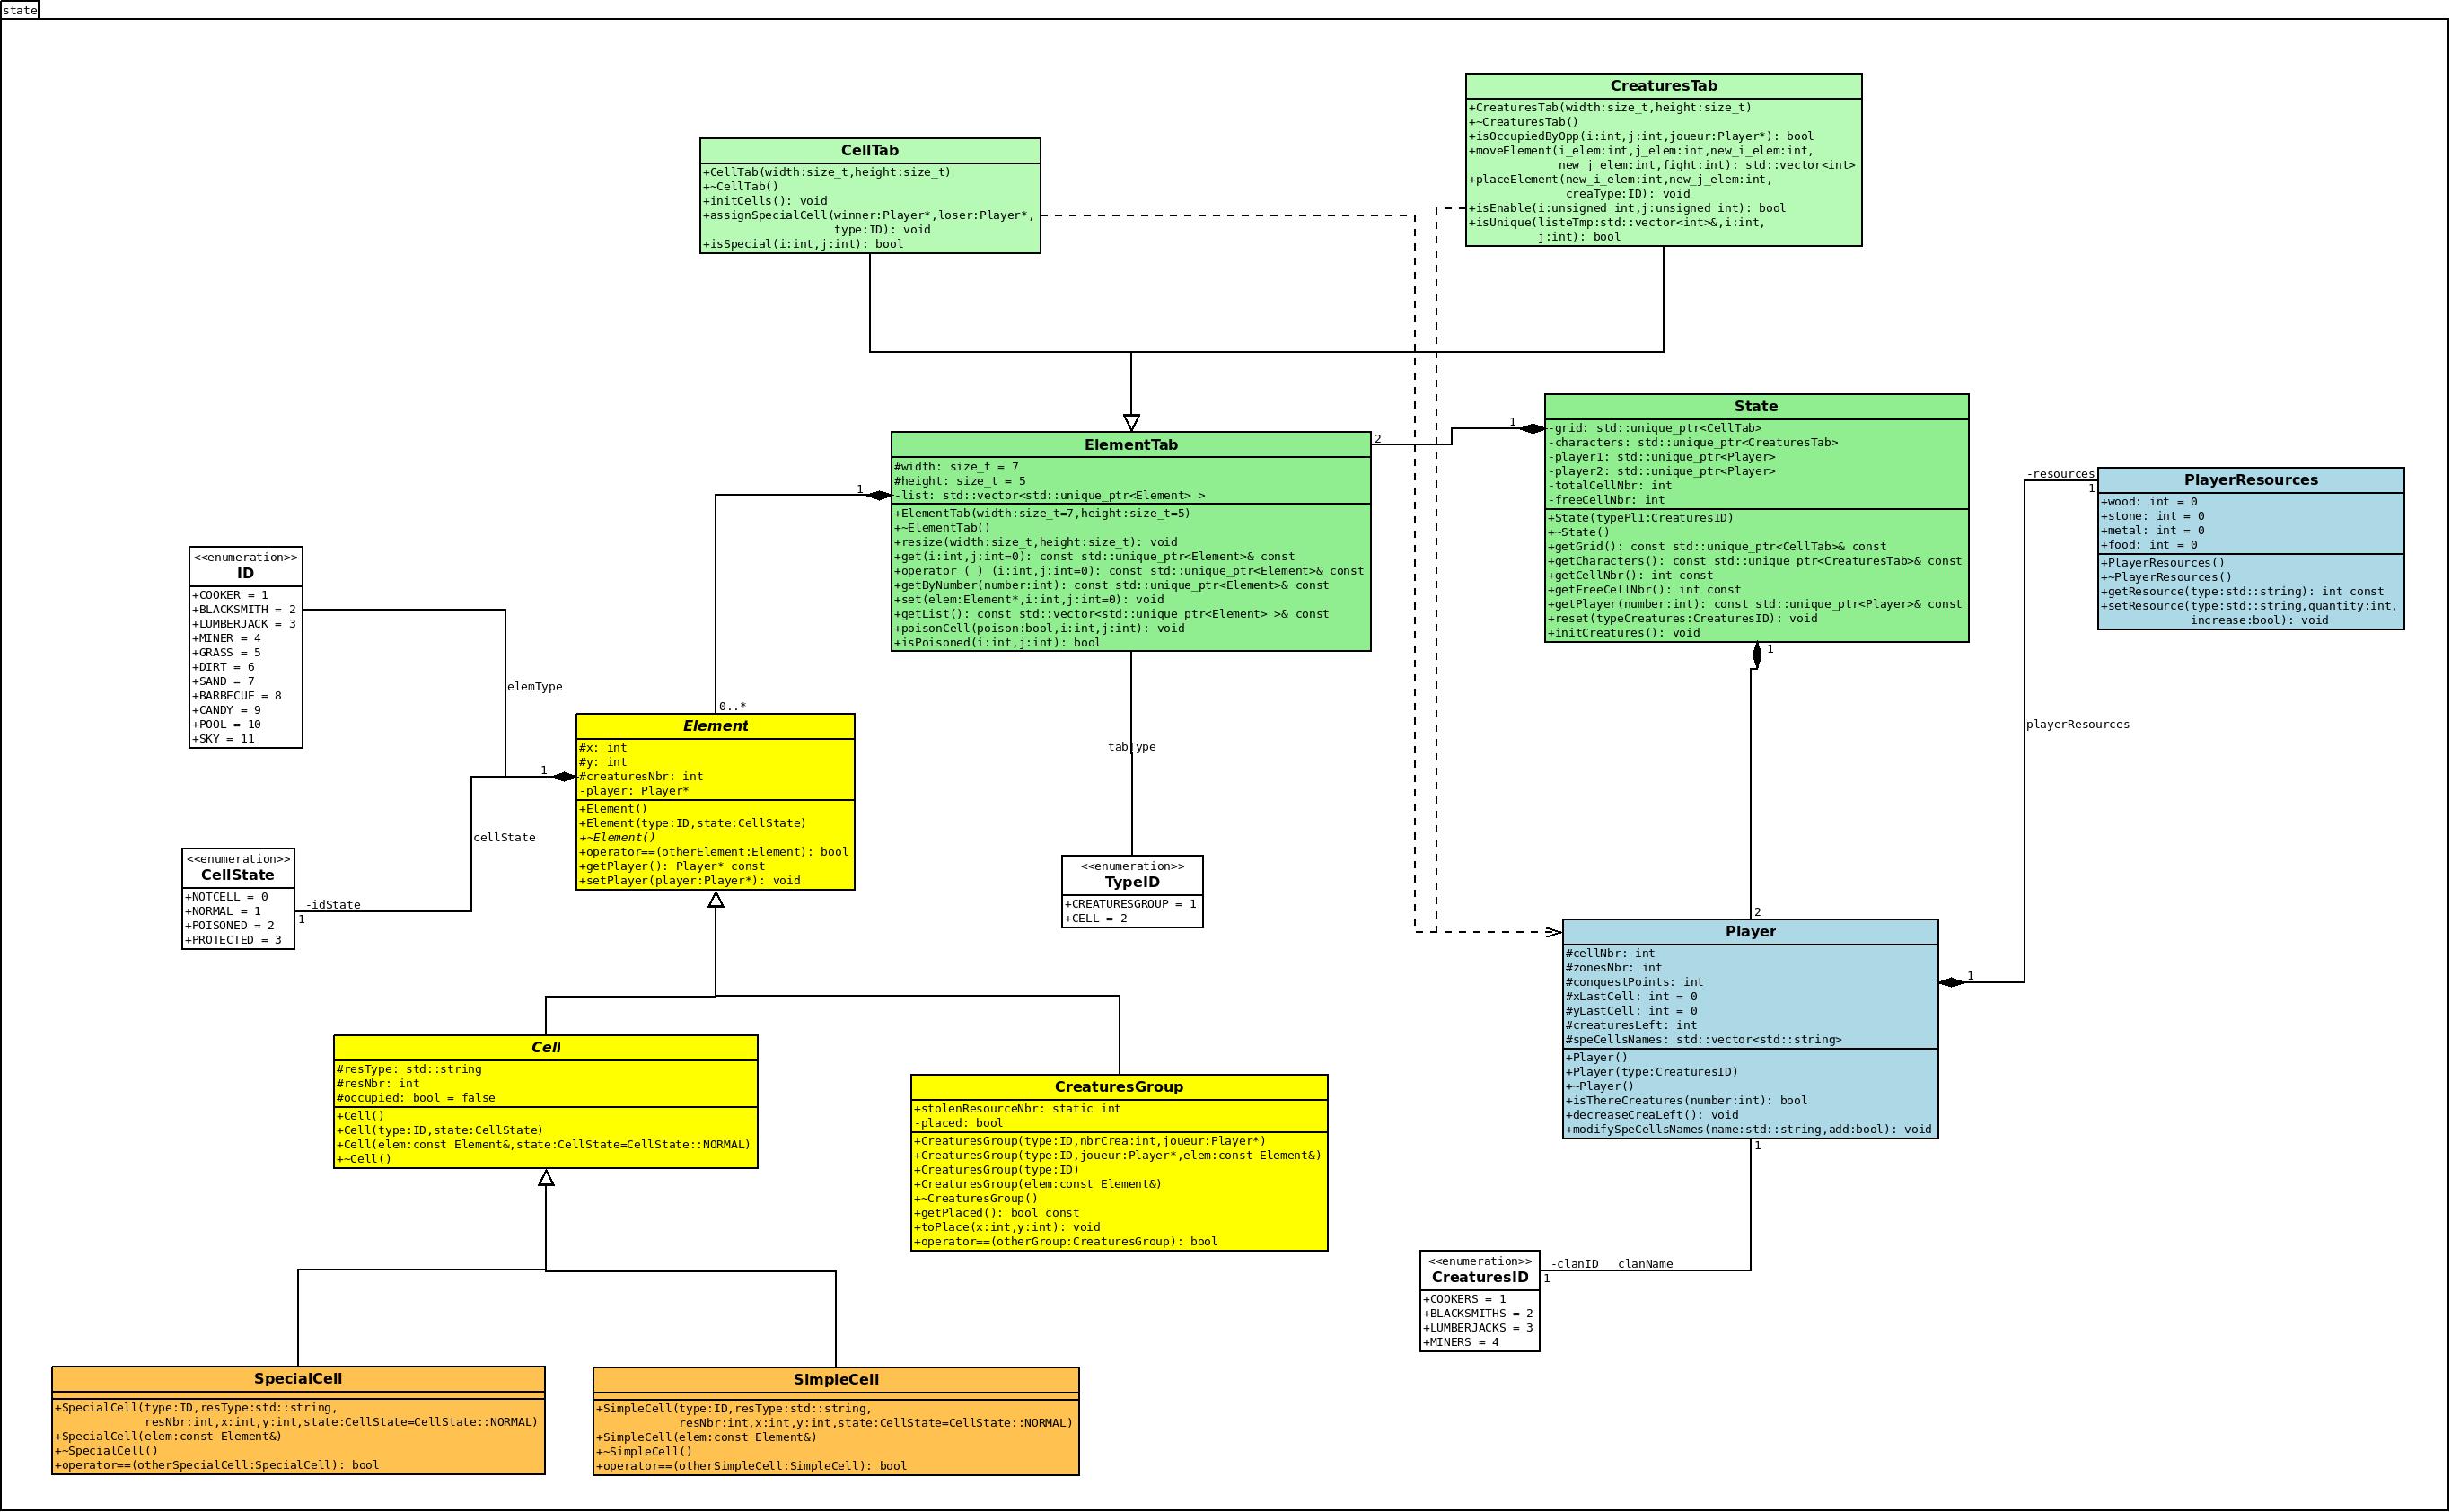 state
CreaturesTab
+CreaturesTab(width:size_t,height:size_t)
+~CreaturesTab()
+isOccupiedByOpp(i:int,j:int,joueur:Player*): bool
+moveElement(i_elem:int,j_elem:int,new_i_elem:int,
new_j_elem:int,fight:int): std::vector<int>
+placeElement(new_i_elem:int,new_j_elem:int,
creaType:ID): void
+isEnable(i:unsigned int,j:unsigned int): bool
+isUnique(listeTmp:std::vector<int>&,i:int,
j:int): bool
CellTab
+CellTab(width:size_t,height:size_t)
+~CellTab()
+initCells(): void
+assignSpecialCell(winner:Player*,loser:Player*,
type:ID): void
+isSpecial(i:int,j:int): bool
State
-grid: std::unique_ptr<CellTab>
-characters: std::unique_ptr<CreaturesTab>
-player1: std::unique_ptr<Player>
-player2: std::unique_ptr<Player>
-totalCellNbr: int
-freeCellNbr: int
+State(typePl1:CreaturesID)
+~State()
+getGrid(): const std::unique_ptr<CellTab>& const
+getCharacters(): const std::unique_ptr<CreaturesTab>& const
+getCellNbr(): int const
+getFreeCellNbr(): int const
+getPlayer(number:int): const std::unique_ptr<Player>& const
+reset(typeCreatures:CreaturesID): void
+initCreatures(): void
1
2
1
ElementTab
#width: size_t = 7
#height: size_t = 5
-list: std::vector<std::unique_ptr<Element> >
+ElementTab(width:size_t=7,height:size_t=5)
+~ElementTab()
+resize(width:size_t,height:size_t): void
+get(i:int,j:int=0): const std::unique_ptr<Element>& const
+operator ( ) (i:int,j:int=0): const std::unique_ptr<Element>& const
+getByNumber(number:int): const std::unique_ptr<Element>& const
+set(elem:Element*,i:int,j:int=0): void
+getList(): const std::vector<std::unique_ptr<Element> >& const
+poisonCell(poison:bool,i:int,j:int): void
+isPoisoned(i:int,j:int): bool
1
-resources
1
PlayerResources
+wood: int = 0
+stone: int = 0
+metal: int = 0
+food: int = 0
+PlayerResources()
+~PlayerResources()
+getResource(type:std::string): int const
+setResource(type:std::string,quantity:int,
increase:bool): void
playerResources
<<enumeration>>
ID
+COOKER = 1
+BLACKSMITH = 2
+LUMBERJACK = 3
+MINER = 4
+GRASS = 5
+DIRT = 6
+SAND = 7
+BARBECUE = 8
+CANDY = 9
+POOL = 10
+SKY = 11
elemType
0..*
Element
#x: int
#y: int
#creaturesNbr: int
-player: Player*
+Element()
+Element(type:ID,state:CellState)
+~Element()
+operator==(otherElement:Element): bool
+getPlayer(): Player* const
+setPlayer(player:Player*): void
1
tabType
cellState
<<enumeration>>
CellState
+NOTCELL = 0
+NORMAL = 1
+POISONED = 2
+PROTECTED = 3
-idState
1
<<enumeration>>
TypeID
+CREATURESGROUP = 1
+CELL = 2
2
Player
#cellNbr: int
#zonesNbr: int
#conquestPoints: int
#xLastCell: int = 0
#yLastCell: int = 0
#creaturesLeft: int
#speCellsNames: std::vector<std::string>
+Player()
+Player(type:CreaturesID)
+~Player()
+isThereCreatures(number:int): bool
+decreaseCreaLeft(): void
+modifySpeCellsNames(name:std::string,add:bool): void
1
1
Cell
#resType: std::string
#resNbr: int
#occupied: bool = false
+Cell()
+Cell(type:ID,state:CellState)
+Cell(elem:const Element&,state:CellState=CellState::NORMAL)
+~Cell()
CreaturesGroup
+stolenResourceNbr: static int
-placed: bool
+CreaturesGroup(type:ID,nbrCrea:int,joueur:Player*)
+CreaturesGroup(type:ID,joueur:Player*,elem:const Element&)
+CreaturesGroup(type:ID)
+CreaturesGroup(elem:const Element&)
+~CreaturesGroup()
+getPlaced(): bool const
+toPlace(x:int,y:int): void
+operator==(otherGroup:CreaturesGroup): bool
<<enumeration>>
CreaturesID
+COOKERS = 1
+BLACKSMITHS = 2
+LUMBERJACKS = 3
+MINERS = 4
-clanID clanName
1
SpecialCell
+SpecialCell(type:ID,resType:std::string,
resNbr:int,x:int,y:int,state:CellState=CellState::NORMAL)
+SpecialCell(elem:const Element&)
+~SpecialCell()
+operator==(otherSpecialCell:SpecialCell): bool
SimpleCell
+SimpleCell(type:ID,resType:std::string,
resNbr:int,x:int,y:int,state:CellState=CellState::NORMAL)
+SimpleCell(elem:const Element&)
+~SimpleCell()
+operator==(otherSimpleCell:SimpleCell): bool